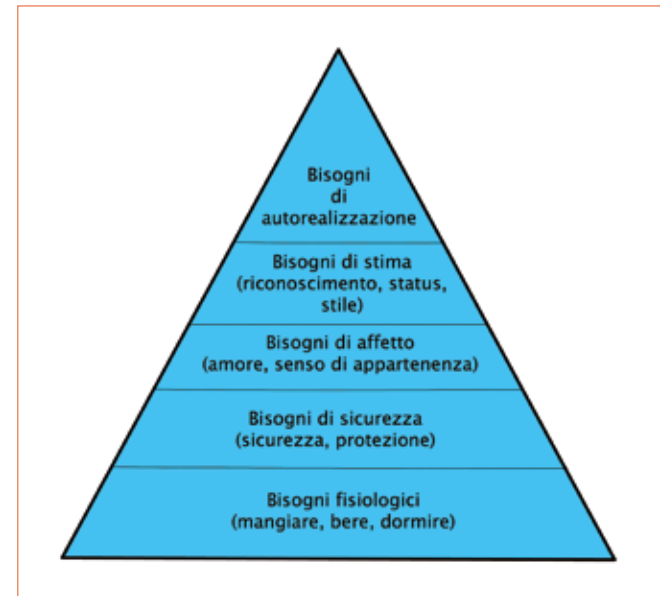 Bisogni
di
autorealizzazione
Bisogni di stima
(riconoscimento, status,
stile)
Bisogni di affetto
(amore, senso di appartenenza)
Bisogni di sicurezza
(sicurezza, protezione)
Bisogni fisiologici
(mangiare, bere, dormire)